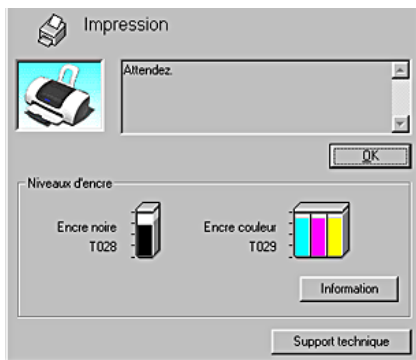 Impression
Attendez.
OK
Niveaux d'encre
Encre noire
T028
Encre couleur
T029
Information
Support technique